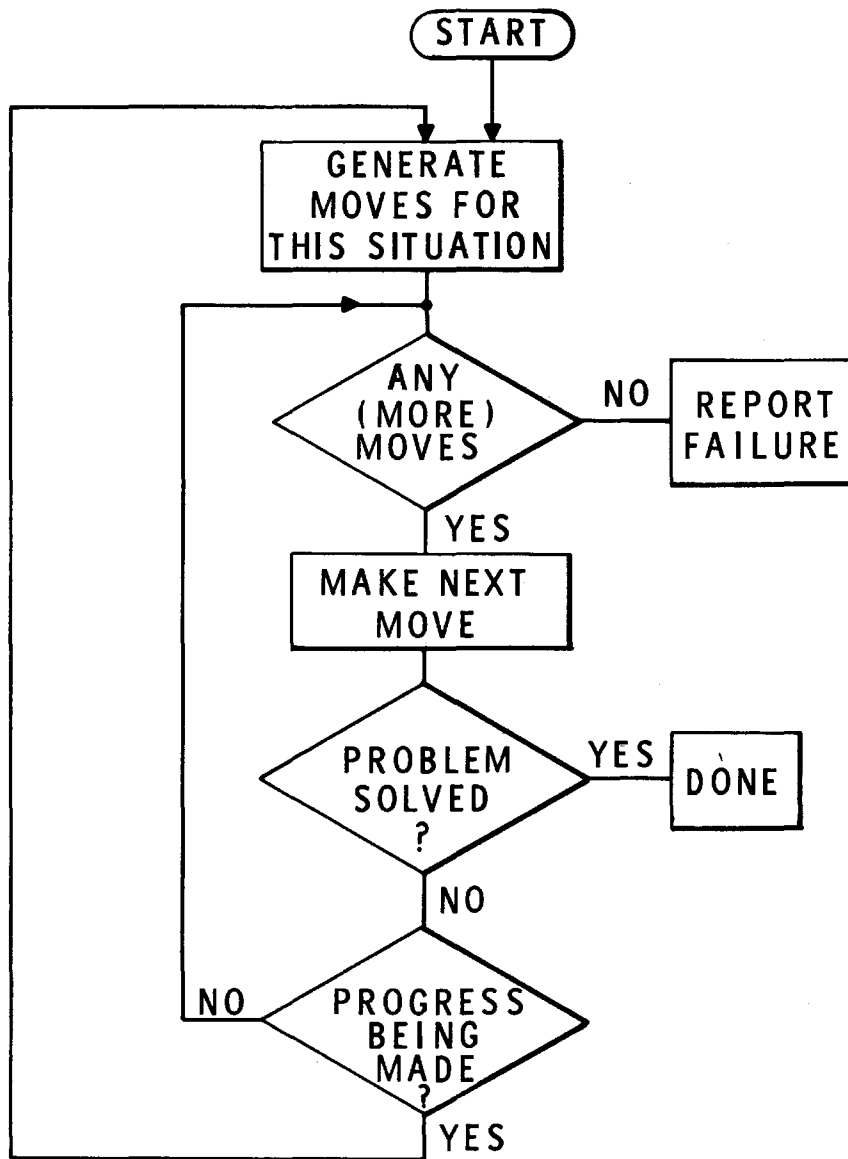 START
GENERATE
MOVES FOR
THIS SITUATION
ANY
(MORE)
MOVES
NO
REPORT
FAILURE
YES
MAKE NEXT
MOVE
PROBLEM
SOLVED
?
YES
DONE
NO
PROGRESS
BEING
MADE
?
NO
YES